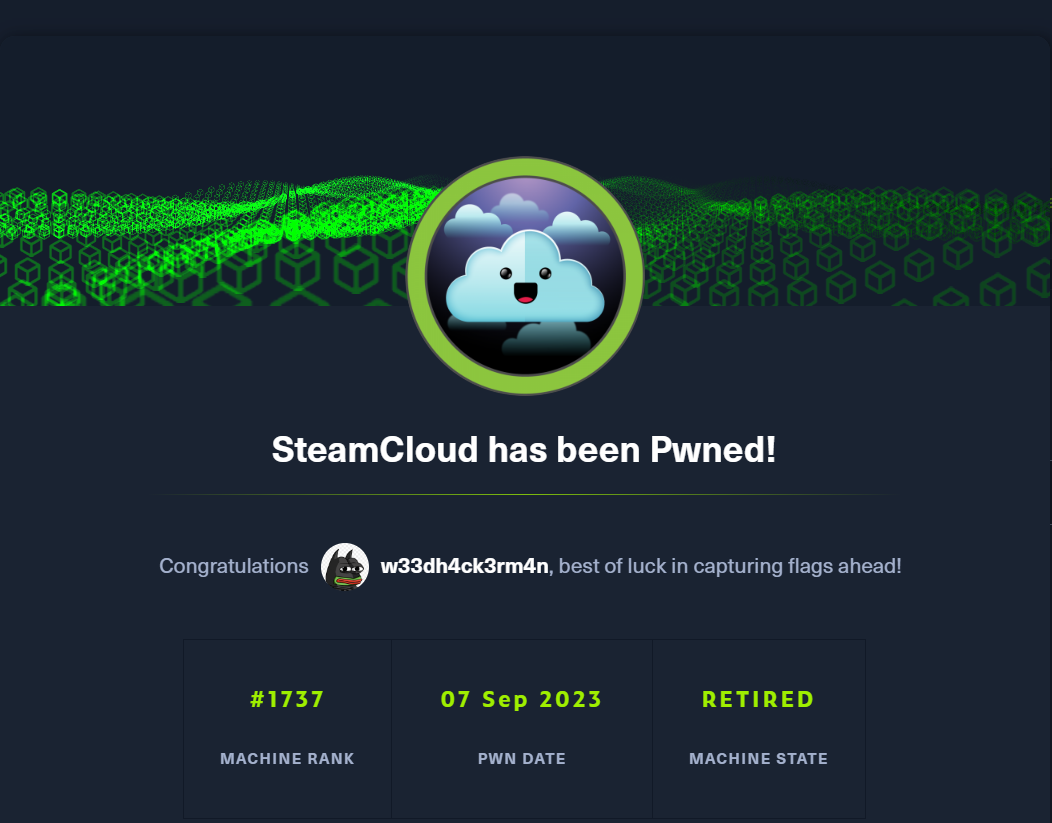 SteamCloud has been Pwned!
Congratulations w33dh4ck3rm4n, best of luck in capturing flags ahead!
#1737 07 Sep 2023 RETIRED
MACHINE RANK PWN DATE MACHINE STATE